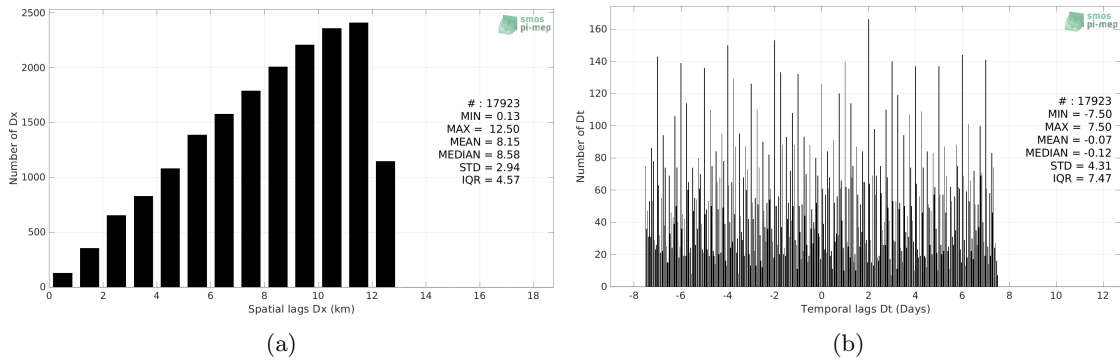 2500
2000
1500
1000
500
0
Number of Dx
0 2 4 6 8 10 12 14 16 18
Spatial lags Dx (km)
smos
pi-mep
# : 17923
MIN = 0.13
MAX = 12.50
MEAN = 8.15
MEDIAN = 8.58
STD = 2.94
IQR = 4.57
(a)
160
140
120
100
80
60
40
20
0
Number of Dt
-8 -6 -4 -2 0 2 4 6 8 10 12
Temporal lags Dt (Days)
smos
pi-mep
# : 17923
MIN = -7.50
MAX = 7.50
MEAN = -0.07
MEDIAN = -0.12
STD = 4.31
IQR = 7.47
(b)